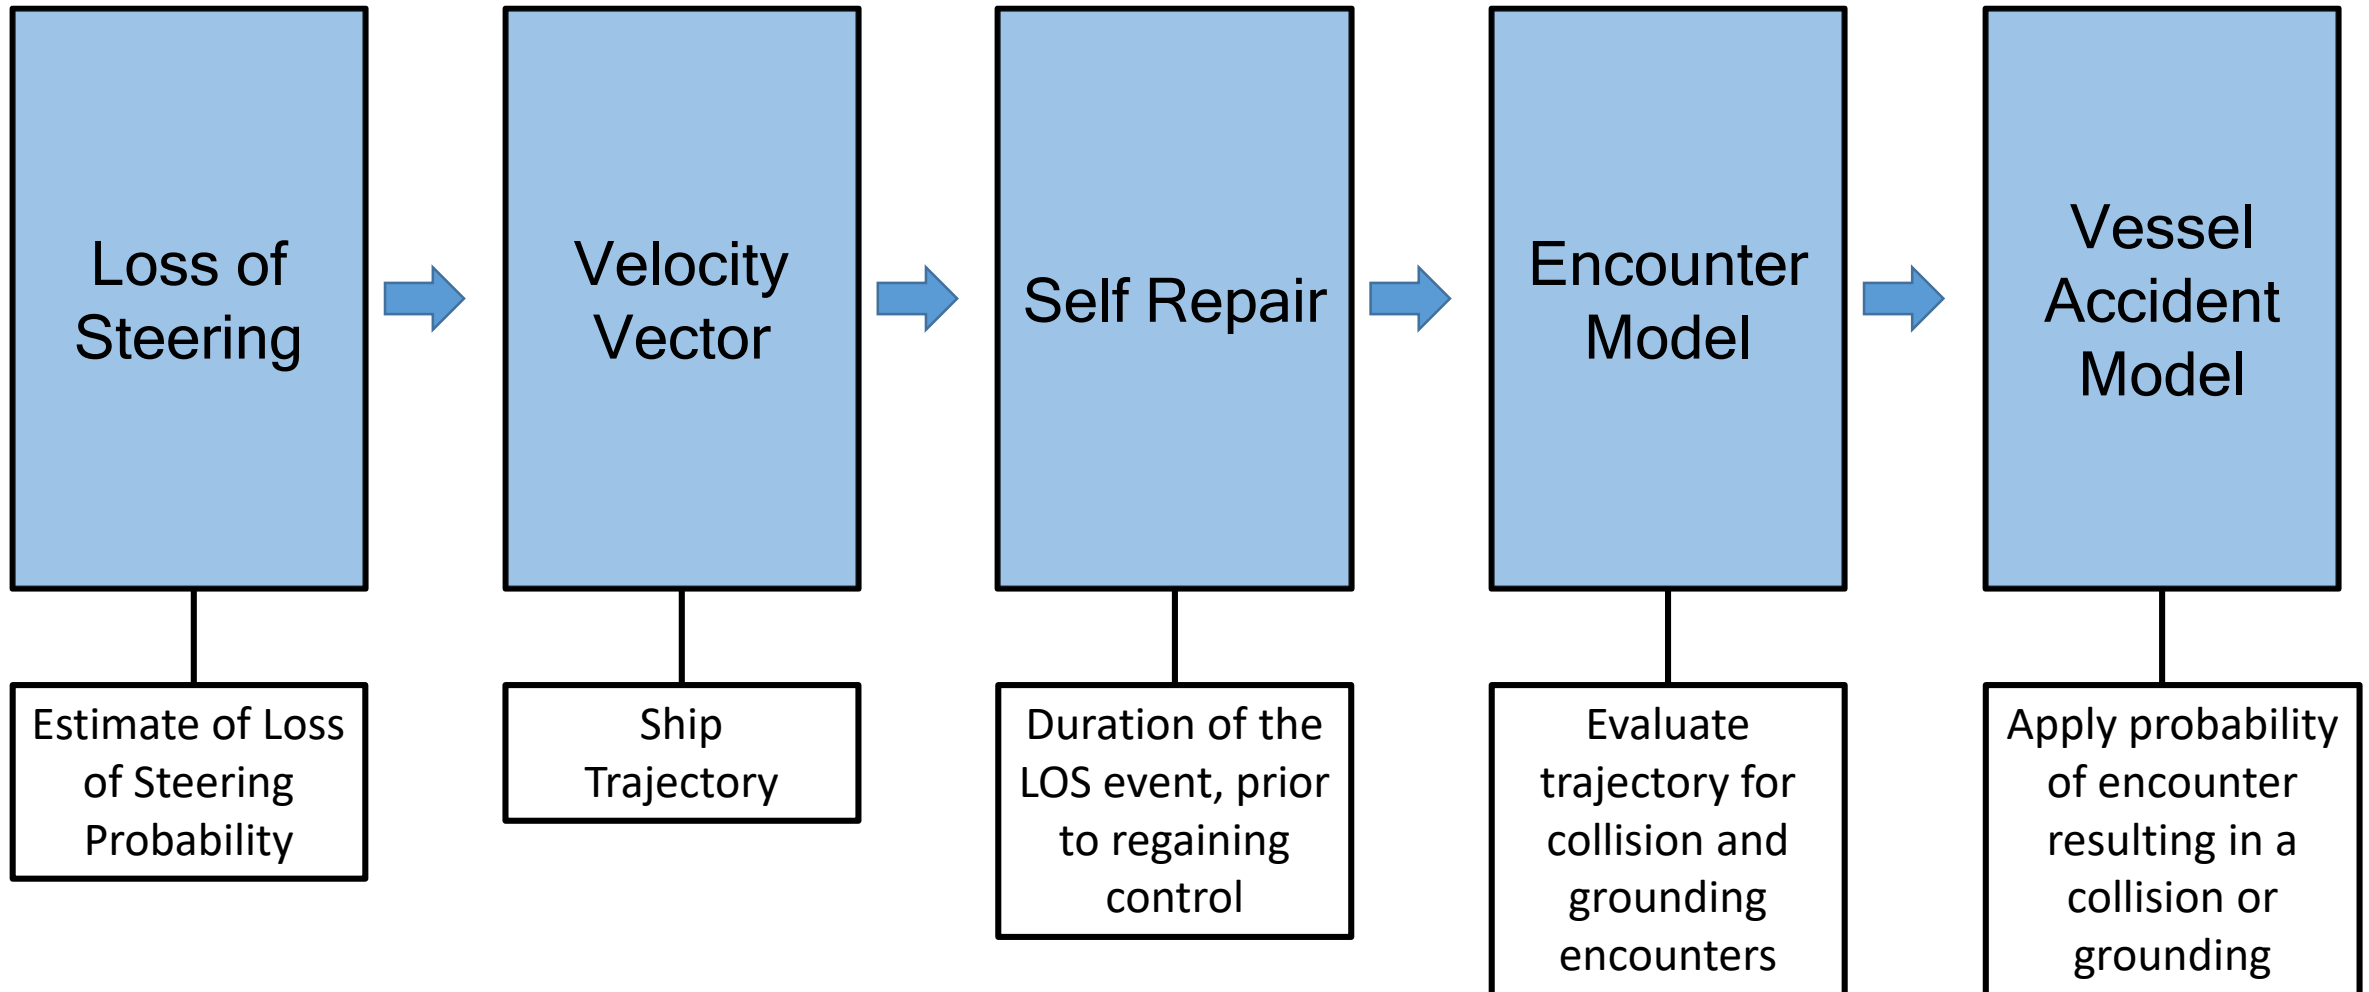 Loss of
Steering
Velocity
Vector
Self Repair
Encounter
Model
Vessel
Accident
Model
Estimate of Loss
of Steering
Probability
Ship
Trajectory
Duration of the
LOS event, prior
to regaining
control
Evaluate
trajectory for
collision and
grounding
encounters
Apply probability
of encounter
resulting in a
collision or
grounding